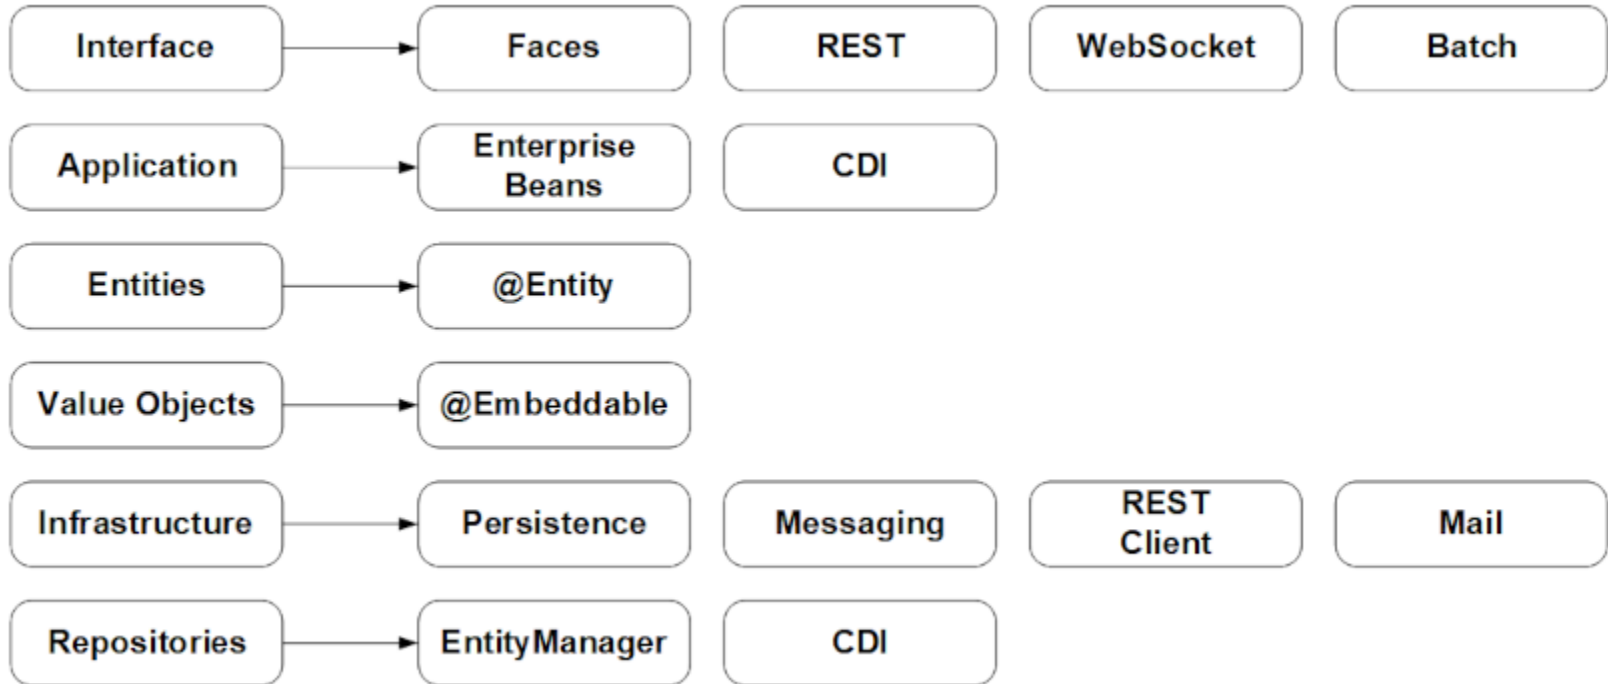 Interface
Faces
REST
WebSocket
Batch
Application
Enterprise
Beans
CDI
Entities
@Entity
Value Objects
@Embeddable
Infrastructure
Persistence
Messaging
REST
Client
Mail
Repositories
EntityManager
CDI